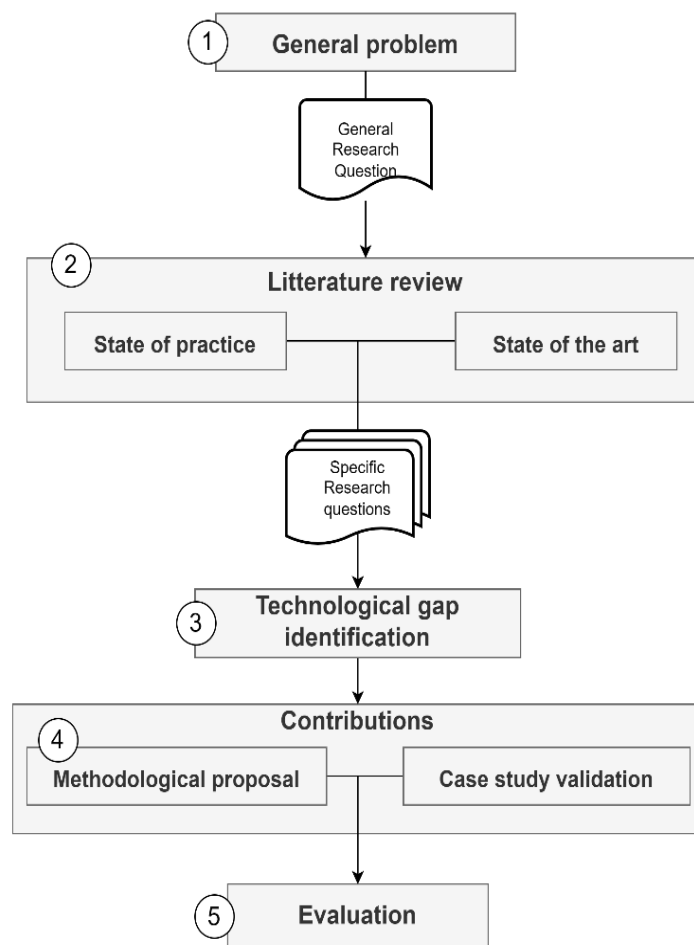 1
General problem
General
Research
Question
2
Litterature review
State of practice
State of the art
Specific
Research
questions
3
Technological gap
identification
Contributions
4
Methodological proposal
Case study validation
5
Evaluation